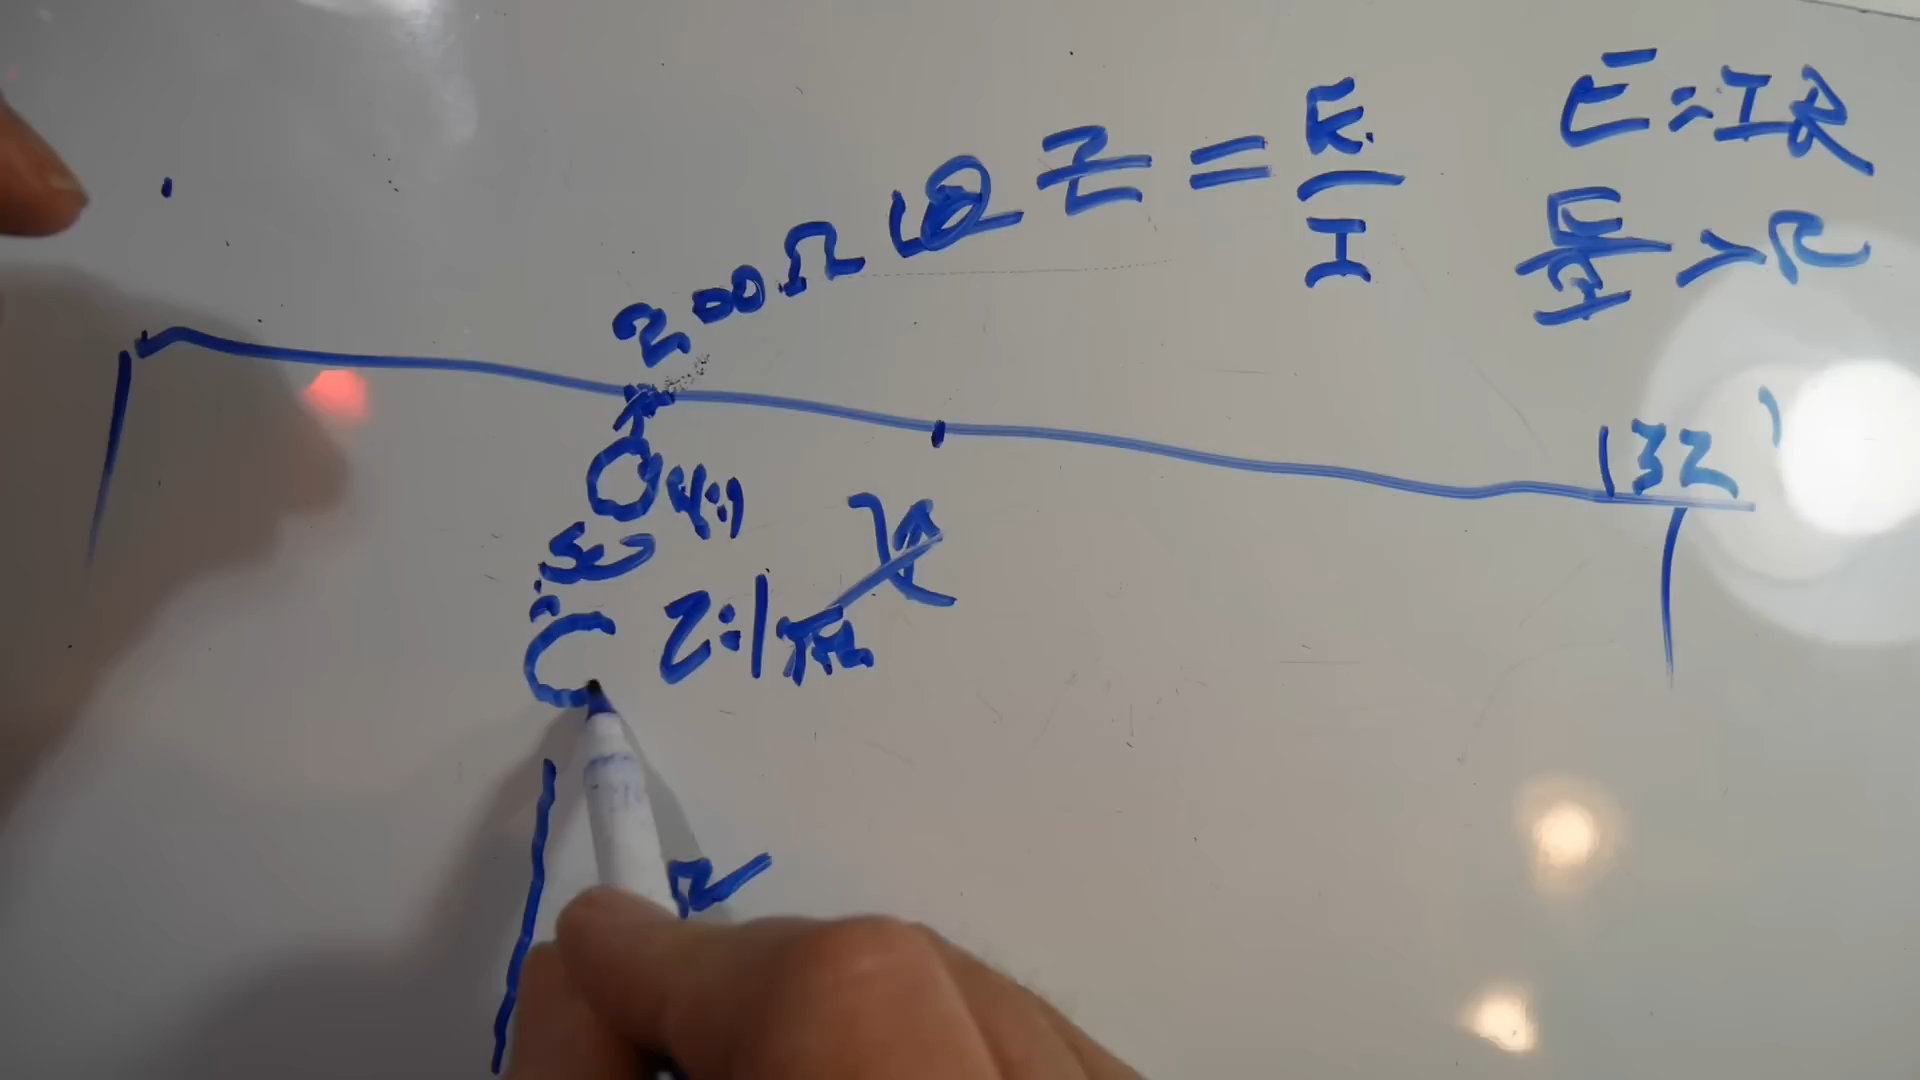 E=IR
Z = E/I
E/I > R
200Ω
132'
4:1
50
2:1